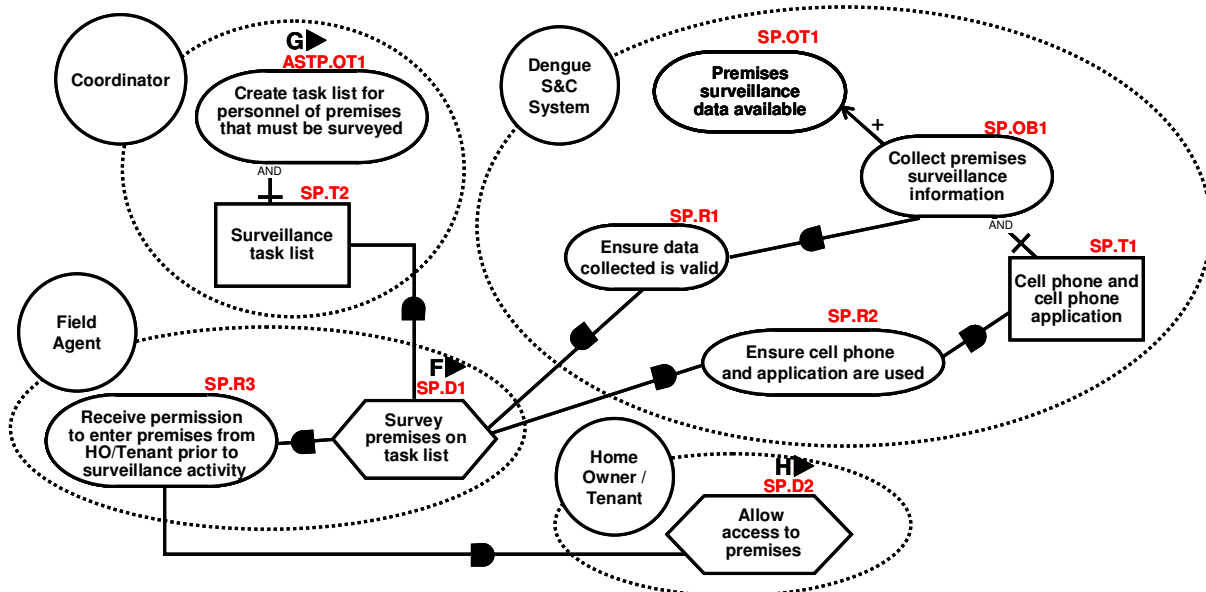 G
ASTP.OT1
Coordinator
Create task list for
personnel of premises
that must be surveyed
AND
SP.T2
Surveillance
task list
Dengue
S&C
System
SP.OT1
Premises
surveillance
data available
+
SP.OB1
Collect premises
surveillance
information
AND
SP.R1
Ensure data
collected is valid
SP.T1
Cell phone and
cell phone
application
SP.R2
Ensure cell phone
and application are used
Field
Agent
F
SP.D1
Survey
premises on
task list
SP.R3
Receive permission
to enter premises from
HO/Tenant prior to
surveillance activity
Home
Owner /
Tenant
H
SP.D2
Allow
access to
premises